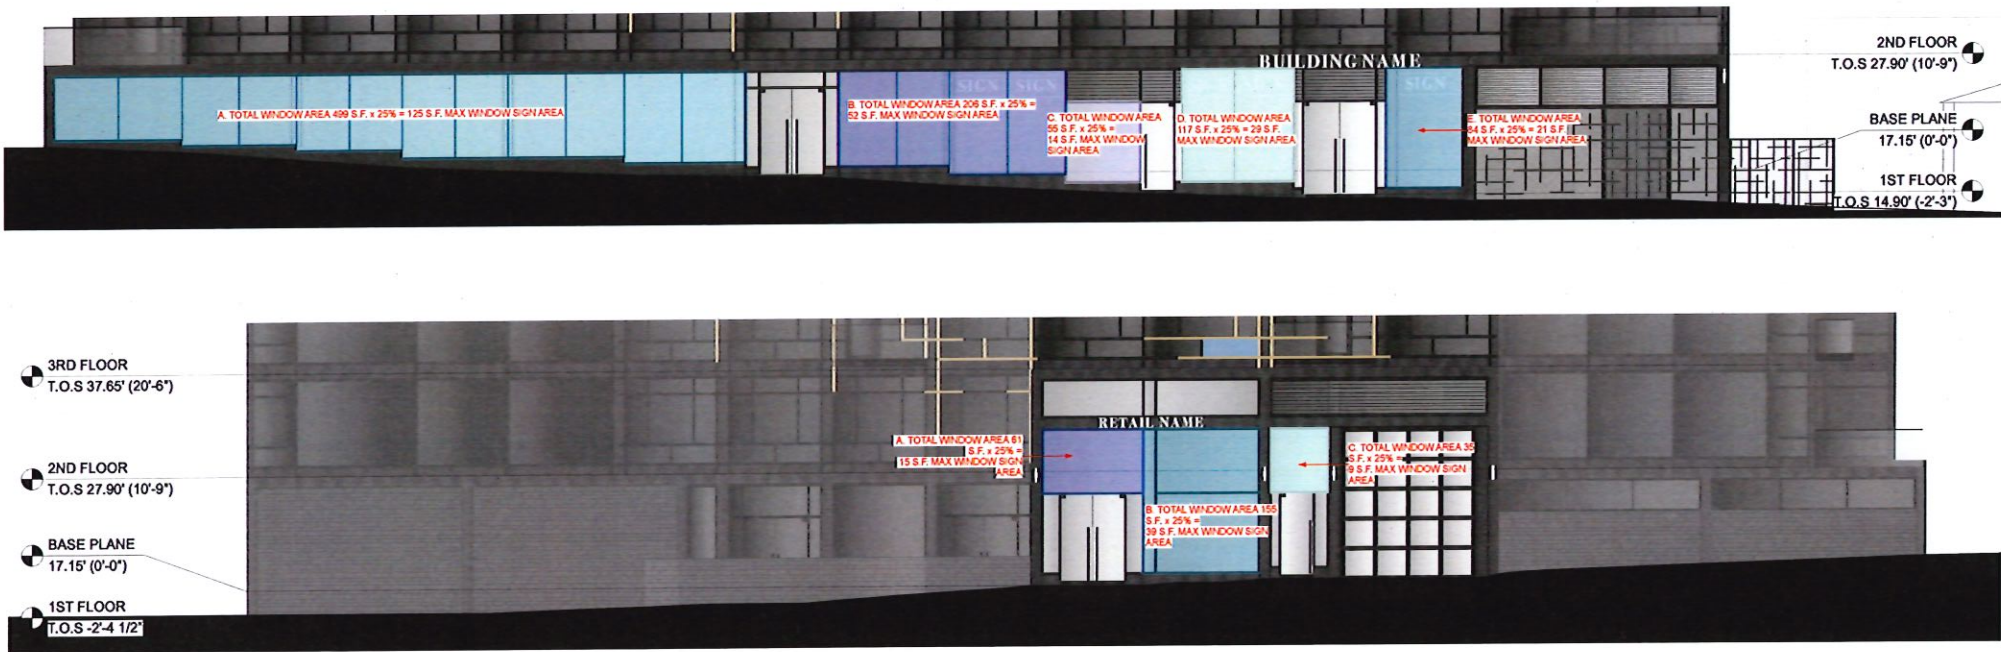 2ND FLOOR
T.O.S 27.90' (10'-9")
BUILDING NAME
SIGN SIGN
SIGN
A. TOTAL WINDOW AREA 499 S.F. x 25% = 125 S.F. MAX WINDOW SIGN AREA
B. TOTAL WINDOW AREA 206 S.F. x 25% =
52 S.F. MAX WINDOW SIGN AREA
C. TOTAL WINDOW AREA
55 S.F. x 25% =
14 S.F. MAX WINDOW
SIGN AREA
D. TOTAL WINDOW AREA
117 S.F. x 25% = 29 S.F.
MAX WINDOW SIGN AREA
E. TOTAL WINDOW AREA
84 S.F. x 25% = 21 S.F.
MAX WINDOW SIGN AREA
BASE PLANE
17.15' (0'-0")
1ST FLOOR
T.O.S 14.90' (-2'-3")
3RD FLOOR
T.O.S 37.65' (20'-6")
RETAIL NAME
A. TOTAL WINDOW AREA 61
S.F. x 25% =
15 S.F. MAX WINDOW SIGN
AREA
C. TOTAL WINDOW AREA 35
S.F. x 25% =
9 S.F. MAX WINDOW SIGN
AREA
2ND FLOOR
T.O.S 27.90' (10'-9")
B. TOTAL WINDOW AREA 155
S.F. x 25% =
39 S.F. MAX WINDOW SIGN
AREA
BASE PLANE
17.15' (0'-0")
1ST FLOOR
T.O.S -2'-4 1/2"